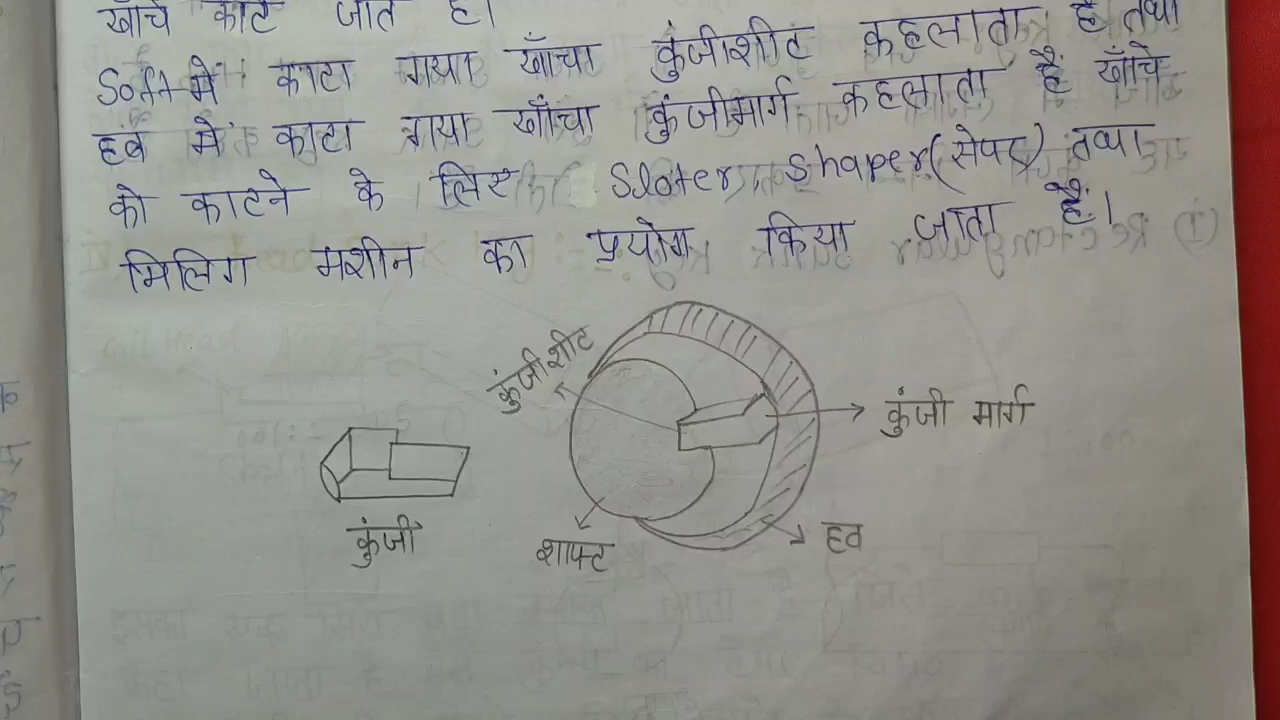 खाँचे काटे जाते है।
Soft में काटा गया खाँचा कुंजीशीट कहलाता है तथा
हब में काटा गया खाँचा कुंजीमार्ग कहलाता है खाँचे
को काटने के लिए Sloter Shaper(सेपर) तथा
मिलिग मशीन का प्रयोग किया जाता हैं।
कुंजीशीट
कुंजी मार्ग
कुंजी
शाफ्ट
हब